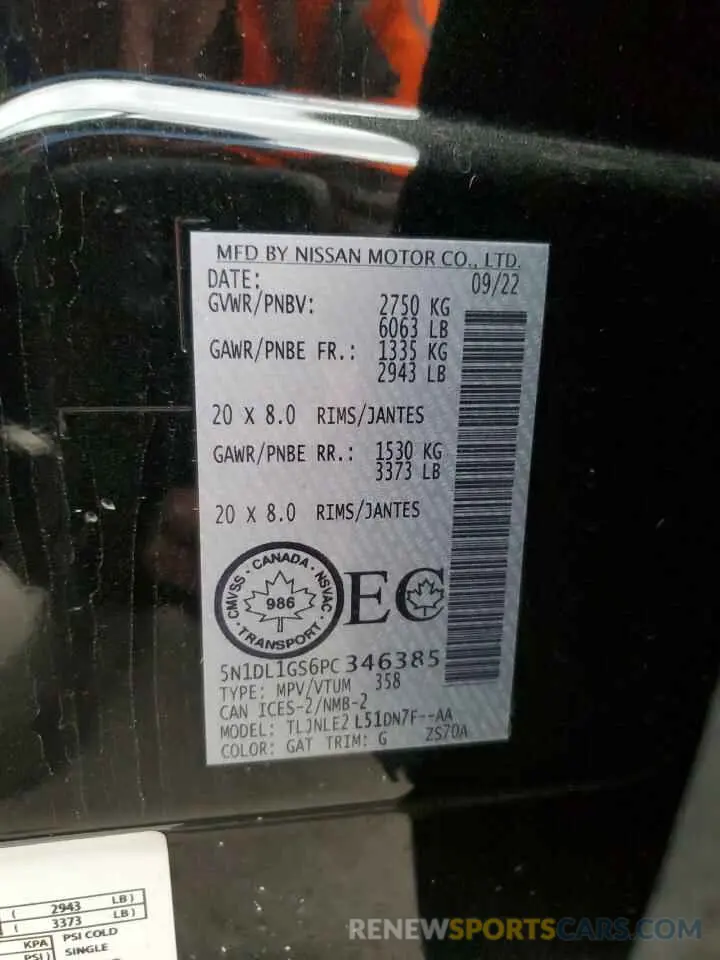 MFD BY NISSAN MOTOR CO., LTD.
DATE: 09/22
GVWR/PNBV: 2750 KG
6063 LB
GAWR/PNBE FR.: 1335 KG
2943 LB
20 X 8.0 RIMS/JANTES
GAWR/PNBE RR.: 1530 KG
3373 LB
20 X 8.0 RIMS/JANTES
CMVSS · CANADA · NSVAC
986
· TRANSPORT ·
EC
5N1DL1GS6PC346385
TYPE: MPV/VTUM 358
CAN ICES-2/NMB-2
MODEL: TLJNLE2 L51DN7F--AA
COLOR: GAT TRIM: G ZS70A
( 2943 LB)
( 3373 LB)
KPA PSI COLD
PSI) SINGLE
RENEWSPORTSCARS.COM